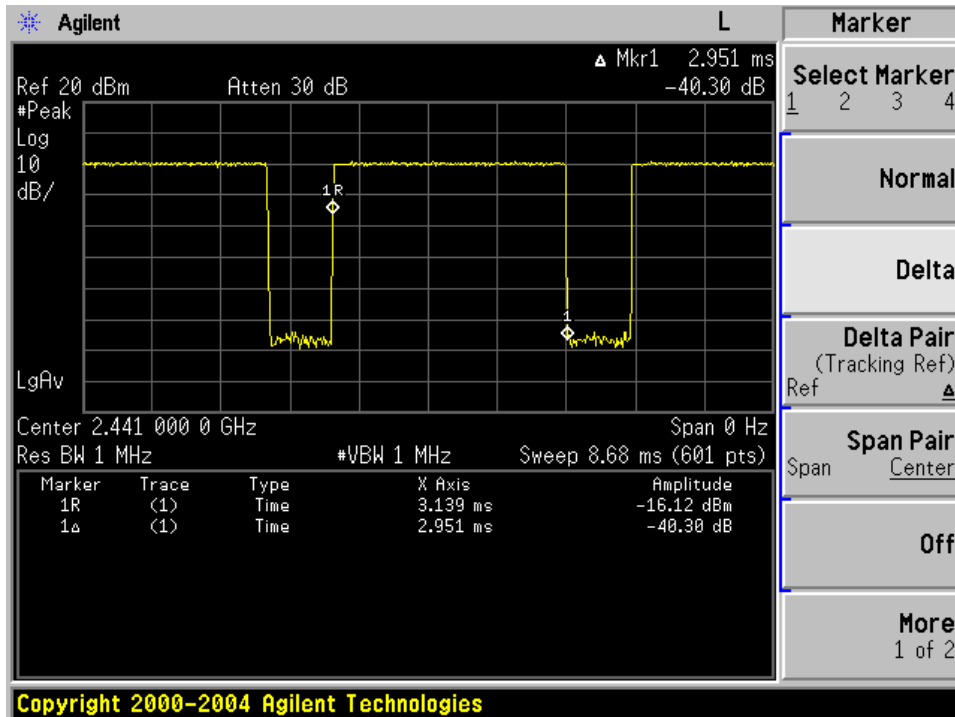 Agilent L
Marker
Δ Mkr1 2.951 ms
Ref 20 dBm Atten 30 dB -40.30 dB
#Peak
Log
10
dB/
1R
1
LgAv
Center 2.441 000 0 GHz Span 0 Hz
Res BW 1 MHz #VBW 1 MHz Sweep 8.68 ms (601 pts)
Marker Trace Type X Axis Amplitude
1R (1) Time 3.139 ms -16.12 dBm
1Δ (1) Time 2.951 ms -40.30 dB
Select Marker
1 2 3 4
Normal
Delta
Delta Pair
(Tracking Ref)
Ref Δ
Span Pair
Span Center
Off
More
1 of 2
Copyright 2000-2004 Agilent Technologies